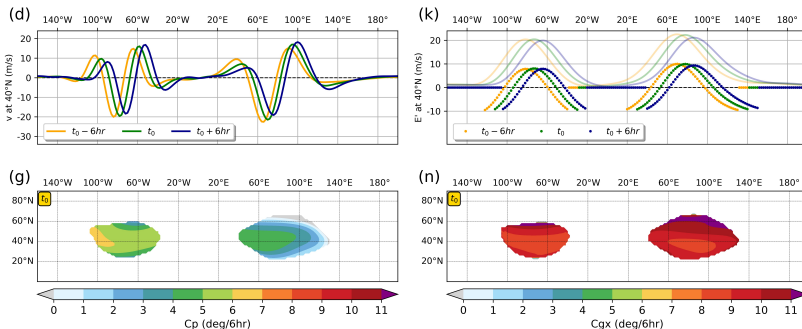 (d)
140°W 100°W 60°W 20°W 20°E 60°E 100°E 140°E 180°
20
10
0
-10
-20
-30
v at 40°N (m/s)
t₀ − 6hr t₀ t₀ + 6hr
(k)
140°W 100°W 60°W 20°W 20°E 60°E 100°E 140°E 180°
20
10
0
-10
E' at 40°N (m/s)
t₀ − 6hr t₀ t₀ + 6hr
(g)
140°W 100°W 60°W 20°W 20°E 60°E 100°E 140°E 180°
t₀
80°N
60°N
40°N
20°N
0 1 2 3 4 5 6 7 8 9 10 11
Cp (deg/6hr)
(n)
140°W 100°W 60°W 20°W 20°E 60°E 100°E 140°E 180°
t₀
80°N
60°N
40°N
20°N
0 1 2 3 4 5 6 7 8 9 10 11
Cgx (deg/6hr)